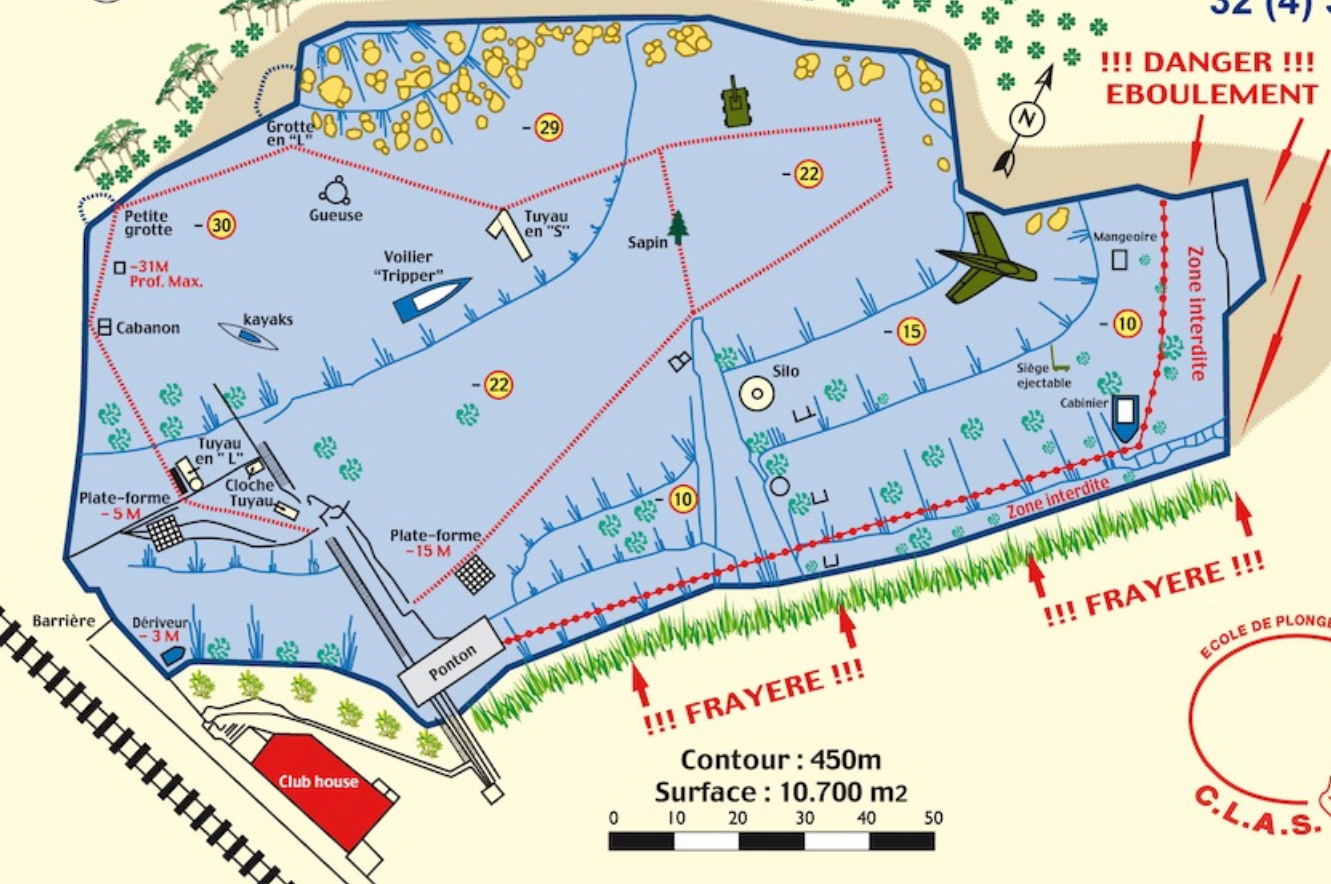 32 (4)
!!! DANGER !!!
EBOULEMENT
N
Grotte
en "L"
- 29
- 22
Petite
grotte
- 30
Gueuse
Tuyau
en "S"
Sapin
Mangeoire
Zone interdite
-31M
Prof. Max.
Voilier
"Tripper"
Cabanon
kayaks
- 15
- 10
Siège
ejectable
Silo
- 22
Cabinier
Tuyau
en " L"
Cloche
Tuyau
Plate-forme
- 5 M
- 10
Zone interdite
Plate-forme
-15 M
Barrière
Dériveur
- 3 M
Ponton
!!! FRAYERE !!!
!!! FRAYERE !!!
Club house
Contour : 450m
Surface : 10.700 m2
0 10 20 30 40 50
ECOLE DE PLONGE
C.L.A.S.